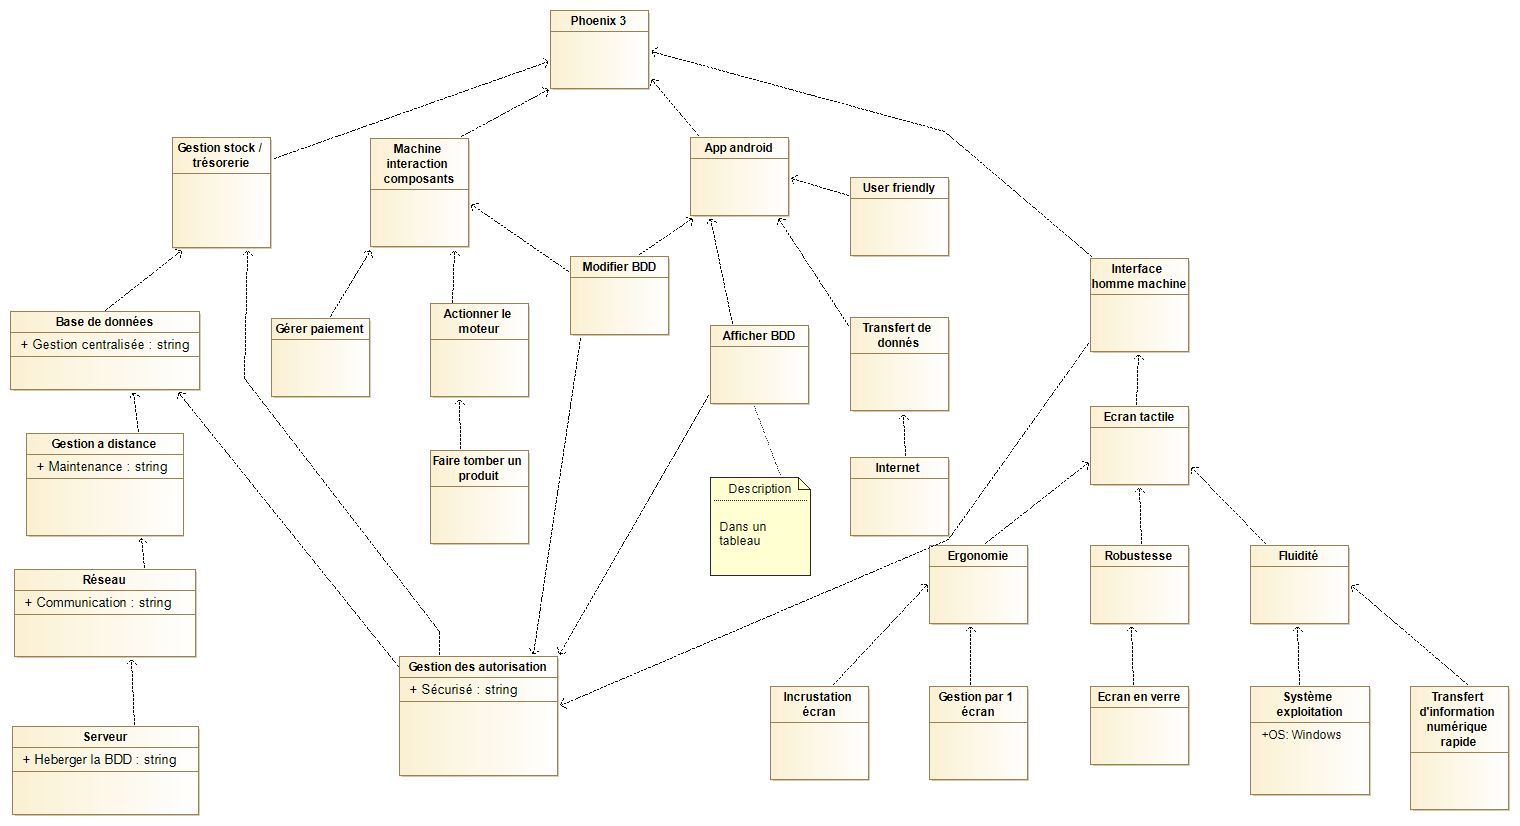 Phoenix 3
Gestion stock /
trésorerie
Machine
interaction
composants
App android
User friendly
Modifier BDD
Interface
homme machine
Base de données
+ Gestion centralisée : string
Gérer paiement
Actionner le
moteur
Afficher BDD
Transfert de
donnés
Ecran tactile
Gestion a distance
+ Maintenance : string
Faire tomber un
produit
Internet
Description
Dans un
tableau
Ergonomie
Robustesse
Fluidité
Réseau
+ Communication : string
Gestion des autorisation
+ Sécurisé : string
Incrustation
écran
Gestion par 1
écran
Ecran en verre
Système
exploitation
+OS: Windows
Transfert
d'information
numérique
rapide
Serveur
+ Heberger la BDD : string